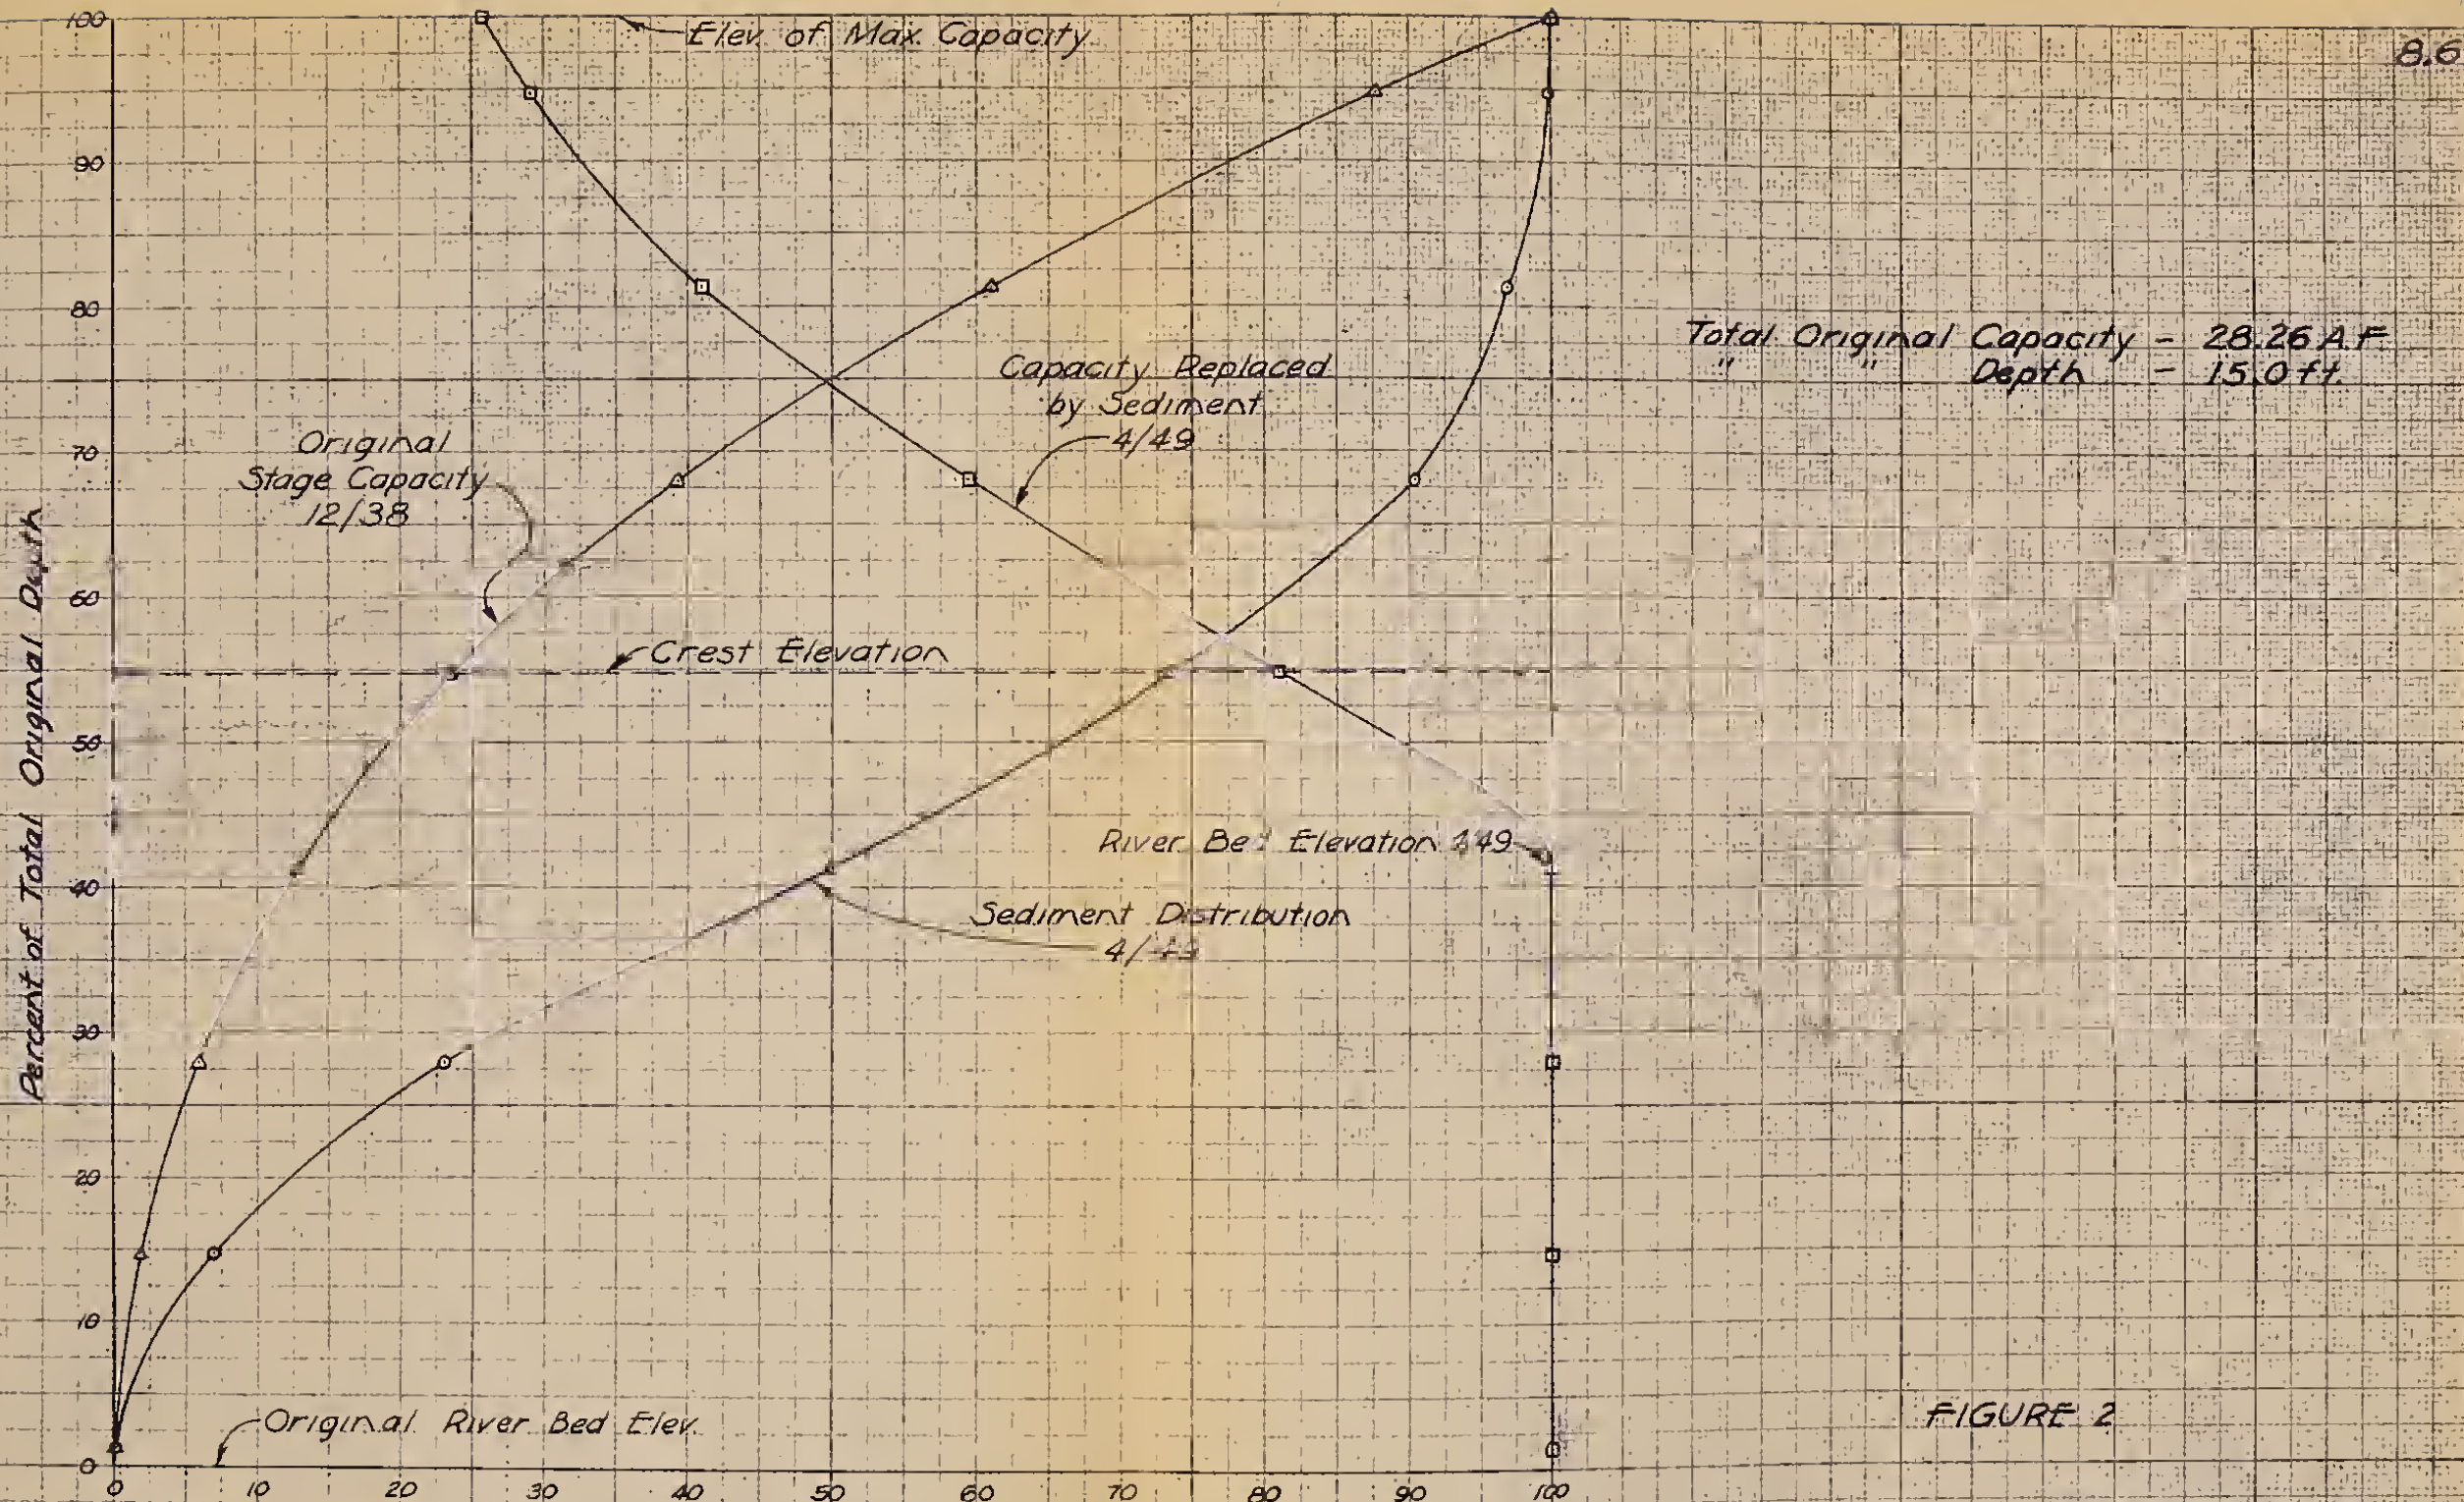 100
Elev. of Max. Capacity
8.6
90
80
Total Original Capacity - 28.26 A.F.
" " Depth - 15.0 ft.
Capacity Replaced
by Sediment
4/49
Original
Stage Capacity
12/38
70
60
Crest Elevation
50
River Bed Elevation 4/49
40
Sediment Distribution
4/49
30
20
10
Original River Bed Elev.
FIGURE 2
0
0 10 20 30 40 50 60 70 80 90 100
Percent of Total Original Depth